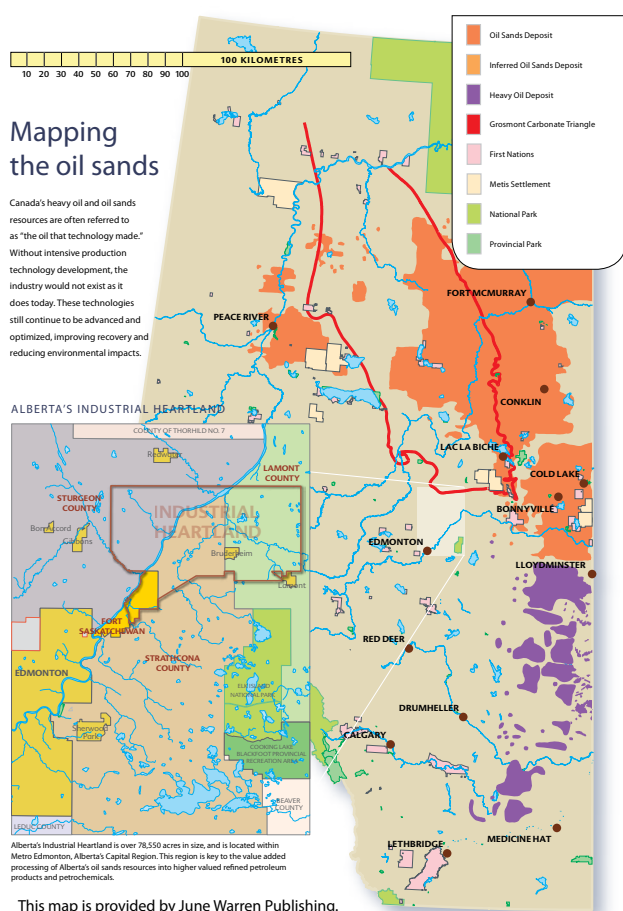 100 KILOMETRES
10 20 30 40 50 60 70 80 90 100
Mapping
the oil sands
Canada's heavy oil and oil sands
resources are often referred to
as "the oil that technology made."
Without intensive production
technology development, the
industry would not exist as it
does today. These technologies
still continue to be advanced and
optimized, improving recovery and
reducing environmental impacts.
Oil Sands Deposit
Inferred Oil Sands Deposit
Heavy Oil Deposit
Grosmont Carbonate Triangle
First Nations
Metis Settlement
National Park
Provincial Park
FORT MCMURRAY
PEACE RIVER
CONKLIN
LAC LA BICHE
COLD LAKE
BONNYVILLE
EDMONTON
LLOYDMINSTER
RED DEER
DRUMHELLER
CALGARY
MEDICINE HAT
LETHBRIDGE
ALBERTA'S INDUSTRIAL HEARTLAND
COUNTY OF THORHILD NO. 7
Redwater
LAMONT
COUNTY
STURGEON
COUNTY
INDUSTRIAL
HEARTLAND
Bon Accord
Gibbons
Bruderheim
Lamont
FORT
SASKATCHEWAN
STRATHCONA
COUNTY
EDMONTON
ELK ISLAND
NATIONAL PARK
Sherwood
Park
COOKING LAKE
BLACKFOOT PROVINCIAL
RECREATION AREA
BEAVER
COUNTY
LEDUC COUNTY
Alberta's Industrial Heartland is over 78,550 acres in size, and is located within
Metro Edmonton, Alberta's Capital Region. This region is key to the value added
processing of Alberta's oil sands resources into higher valued refined petroleum
products and petrochemicals.
This map is provided by June Warren Publishing.